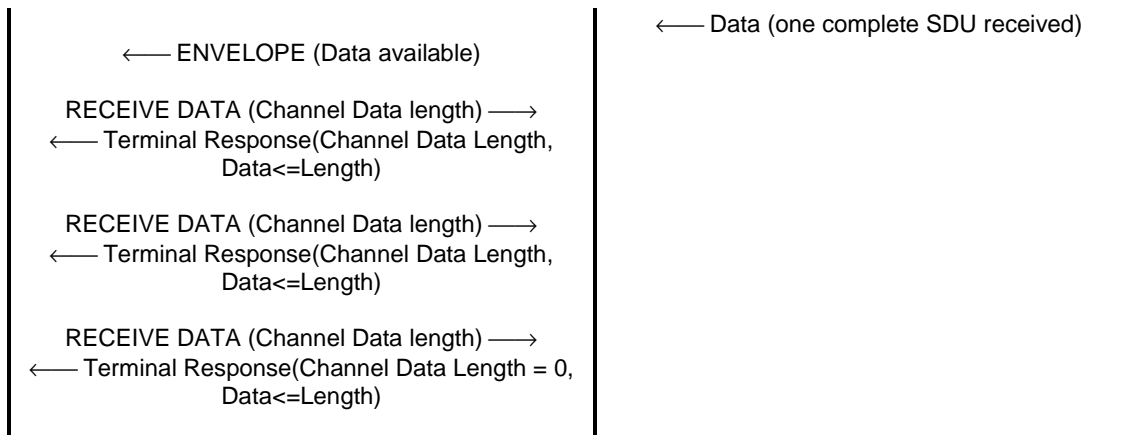 ←—— Data (one complete SDU received)
←—— ENVELOPE (Data available)
RECEIVE DATA (Channel Data length) ——→
←—— Terminal Response(Channel Data Length,
Data<=Length)
RECEIVE DATA (Channel Data length) ——→
←—— Terminal Response(Channel Data Length,
Data<=Length)
RECEIVE DATA (Channel Data length) ——→
←—— Terminal Response(Channel Data Length = 0,
Data<=Length)